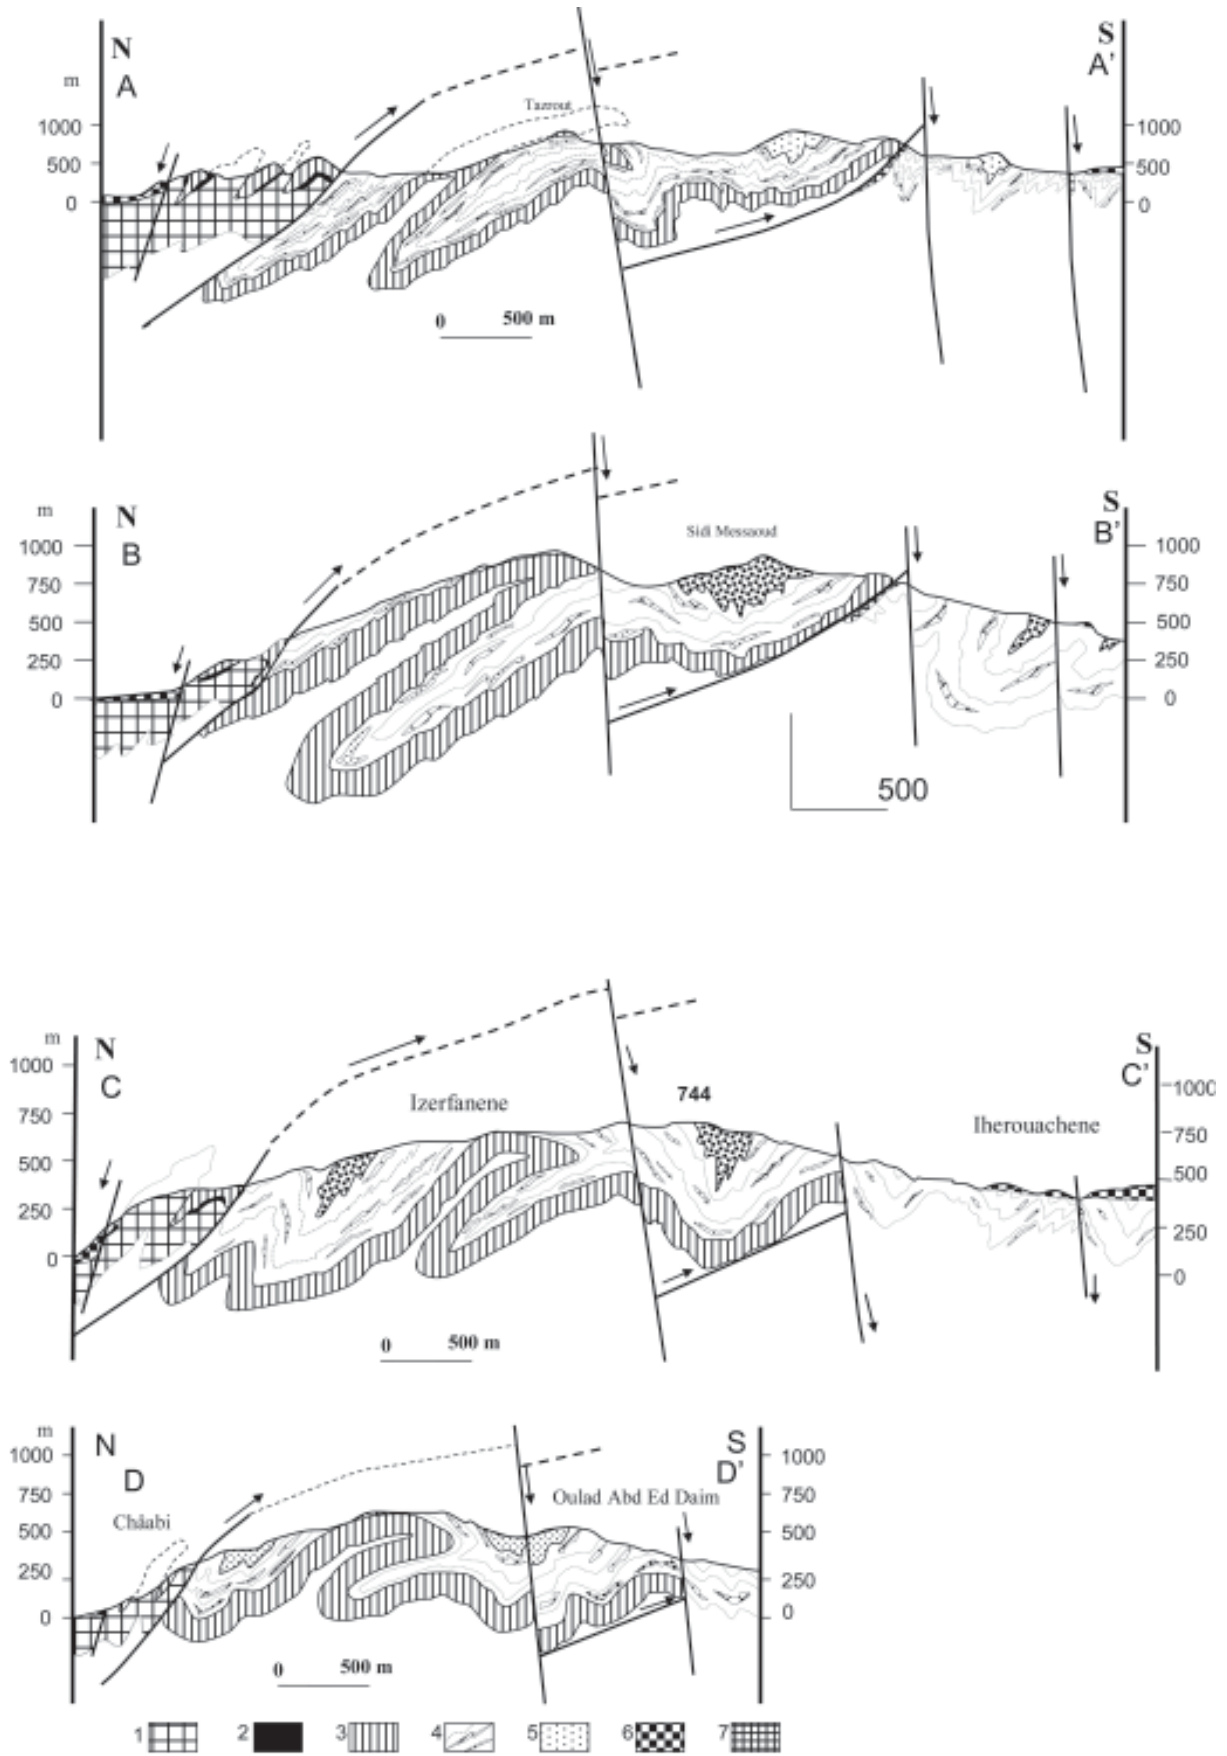 N S
m A A'
Tazrout
1000 1000
500 500
0 0
0 500 m
m N S
B B'
Sidi Messaoud
1000 1000
750 750
500 500
250 250
0 0
500
m N S
C C'
1000 1000
Izerfanene 744
Iherouachene
750 750
500 500
250 250
0 0
0 500 m
m N S
D D'
1000 1000
750 750
Châabi Oulad Abd Ed Daim
500 500
250 250
0 0
0 500 m
1 2 3 4 5 6 7